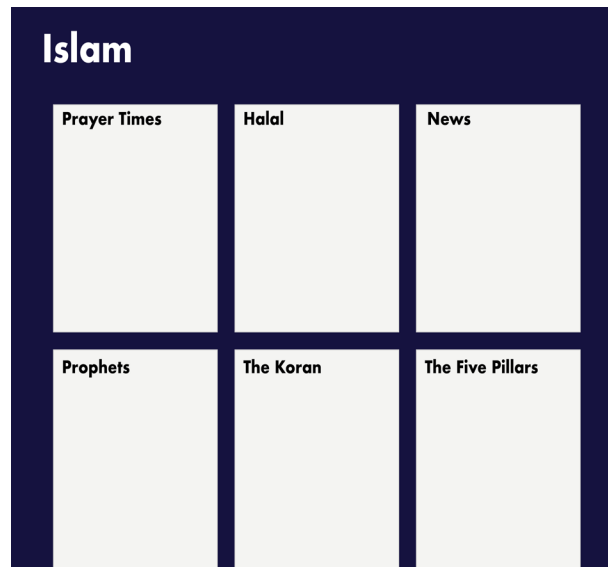 Islam
Prayer Times
Halal
News
Prophets
The Koran
The Five Pillars